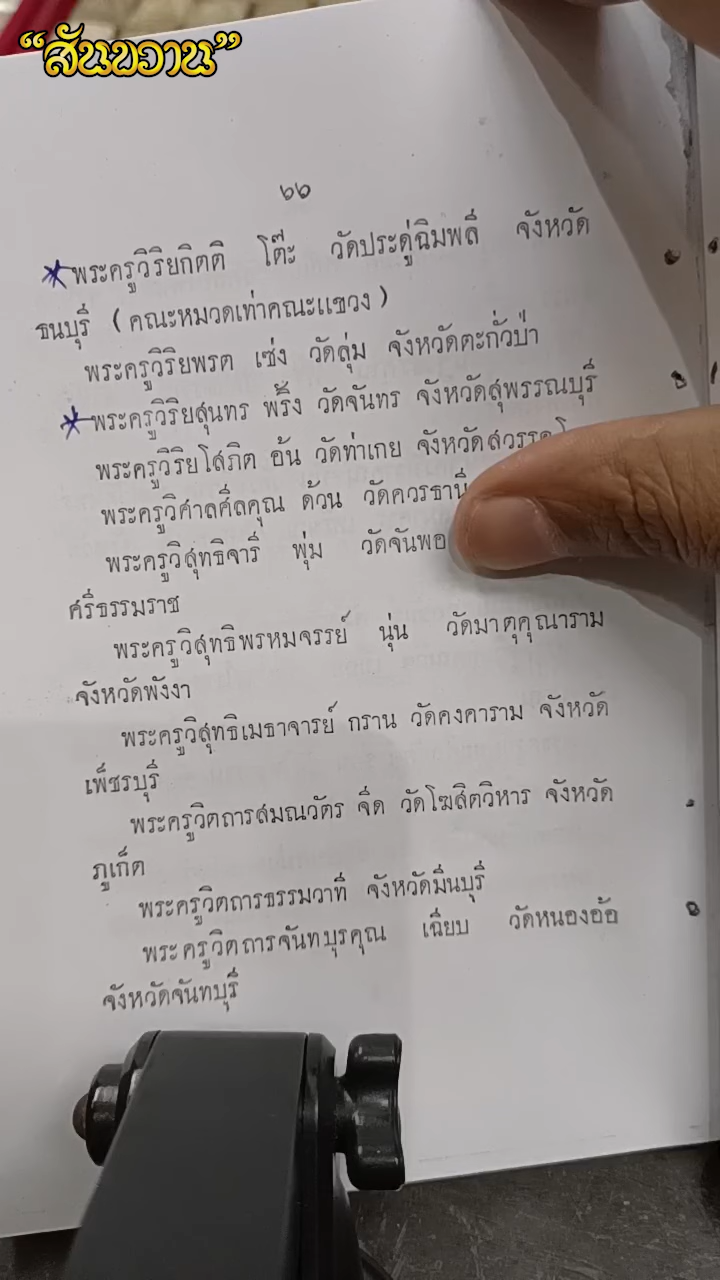 “สันขวาน”
๖๖
*พระครูวิริยกิตติ โต๊ะ วัดประดู่ฉิมพลี จังหวัด
ธนบุรี (คณะหมวดเท่าคณะแขวง)
พระครูวิริยพรต เซ่ง วัดลุ่ม จังหวัดตะกั่วป่า
*พระครูวิริยสุนทร พริ้ง วัดจันทร จังหวัดสุพรรณบุรี
พระครูวิริยโสภิต อ้น วัดท่าเกย จังหวัดสวรรค
พระครูวิศาลศีลคุณ ด้วน วัดควรธานี
พระครูวิสุทธิจารี พุ่ม วัดจันพอ
ศรีธรรมราช
พระครูวิสุทธิพรหมจรรย์ นุ่น วัดมาตุคุณาราม
จังหวัดพังงา
พระครูวิสุทธิเมธาจารย์ กราน วัดคงคาราม จังหวัด
เพ็ชรบุรี
พระครูวิตถารสมณวัตร จีด วัดโฆสิตวิหาร จังหวัด
ภูเก็ต
พระครูวิตถารธรรมวาที จังหวัดมีนบุรี
พระครูวิตถารจันทบุรคุณ เฉียบ วัดหนองอ้อ
จังหวัดจันทบุรี